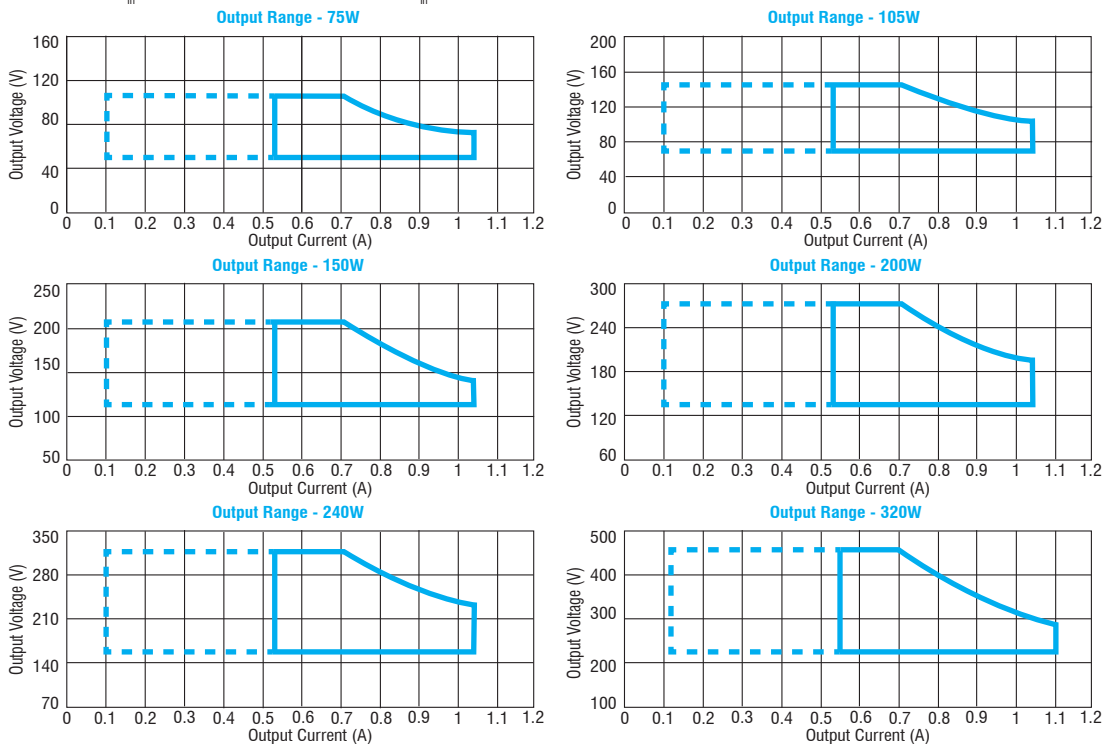 in
in
Output Range - 75W
Output Voltage (V)
160
120
80
40
0
0 0.1 0.2 0.3 0.4 0.5 0.6 0.7 0.8 0.9 1 1.1 1.2
Output Current (A)
Output Range - 105W
Output Voltage (V)
200
160
120
80
40
0
0 0.1 0.2 0.3 0.4 0.5 0.6 0.7 0.8 0.9 1 1.1 1.2
Output Current (A)
Output Range - 150W
Output Voltage (V)
250
200
150
100
50
0 0.1 0.2 0.3 0.4 0.5 0.6 0.7 0.8 0.9 1 1.1 1.2
Output Current (A)
Output Range - 200W
Output Voltage (V)
300
240
180
120
60
0 0.1 0.2 0.3 0.4 0.5 0.6 0.7 0.8 0.9 1 1.1 1.2
Output Current (A)
Output Range - 240W
Output Voltage (V)
350
280
210
140
70
0 0.1 0.2 0.3 0.4 0.5 0.6 0.7 0.8 0.9 1 1.1 1.2
Output Current (A)
Output Range - 320W
Output Voltage (V)
500
400
300
200
100
0 0.1 0.2 0.3 0.4 0.5 0.6 0.7 0.8 0.9 1 1.1 1.2
Output Current (A)